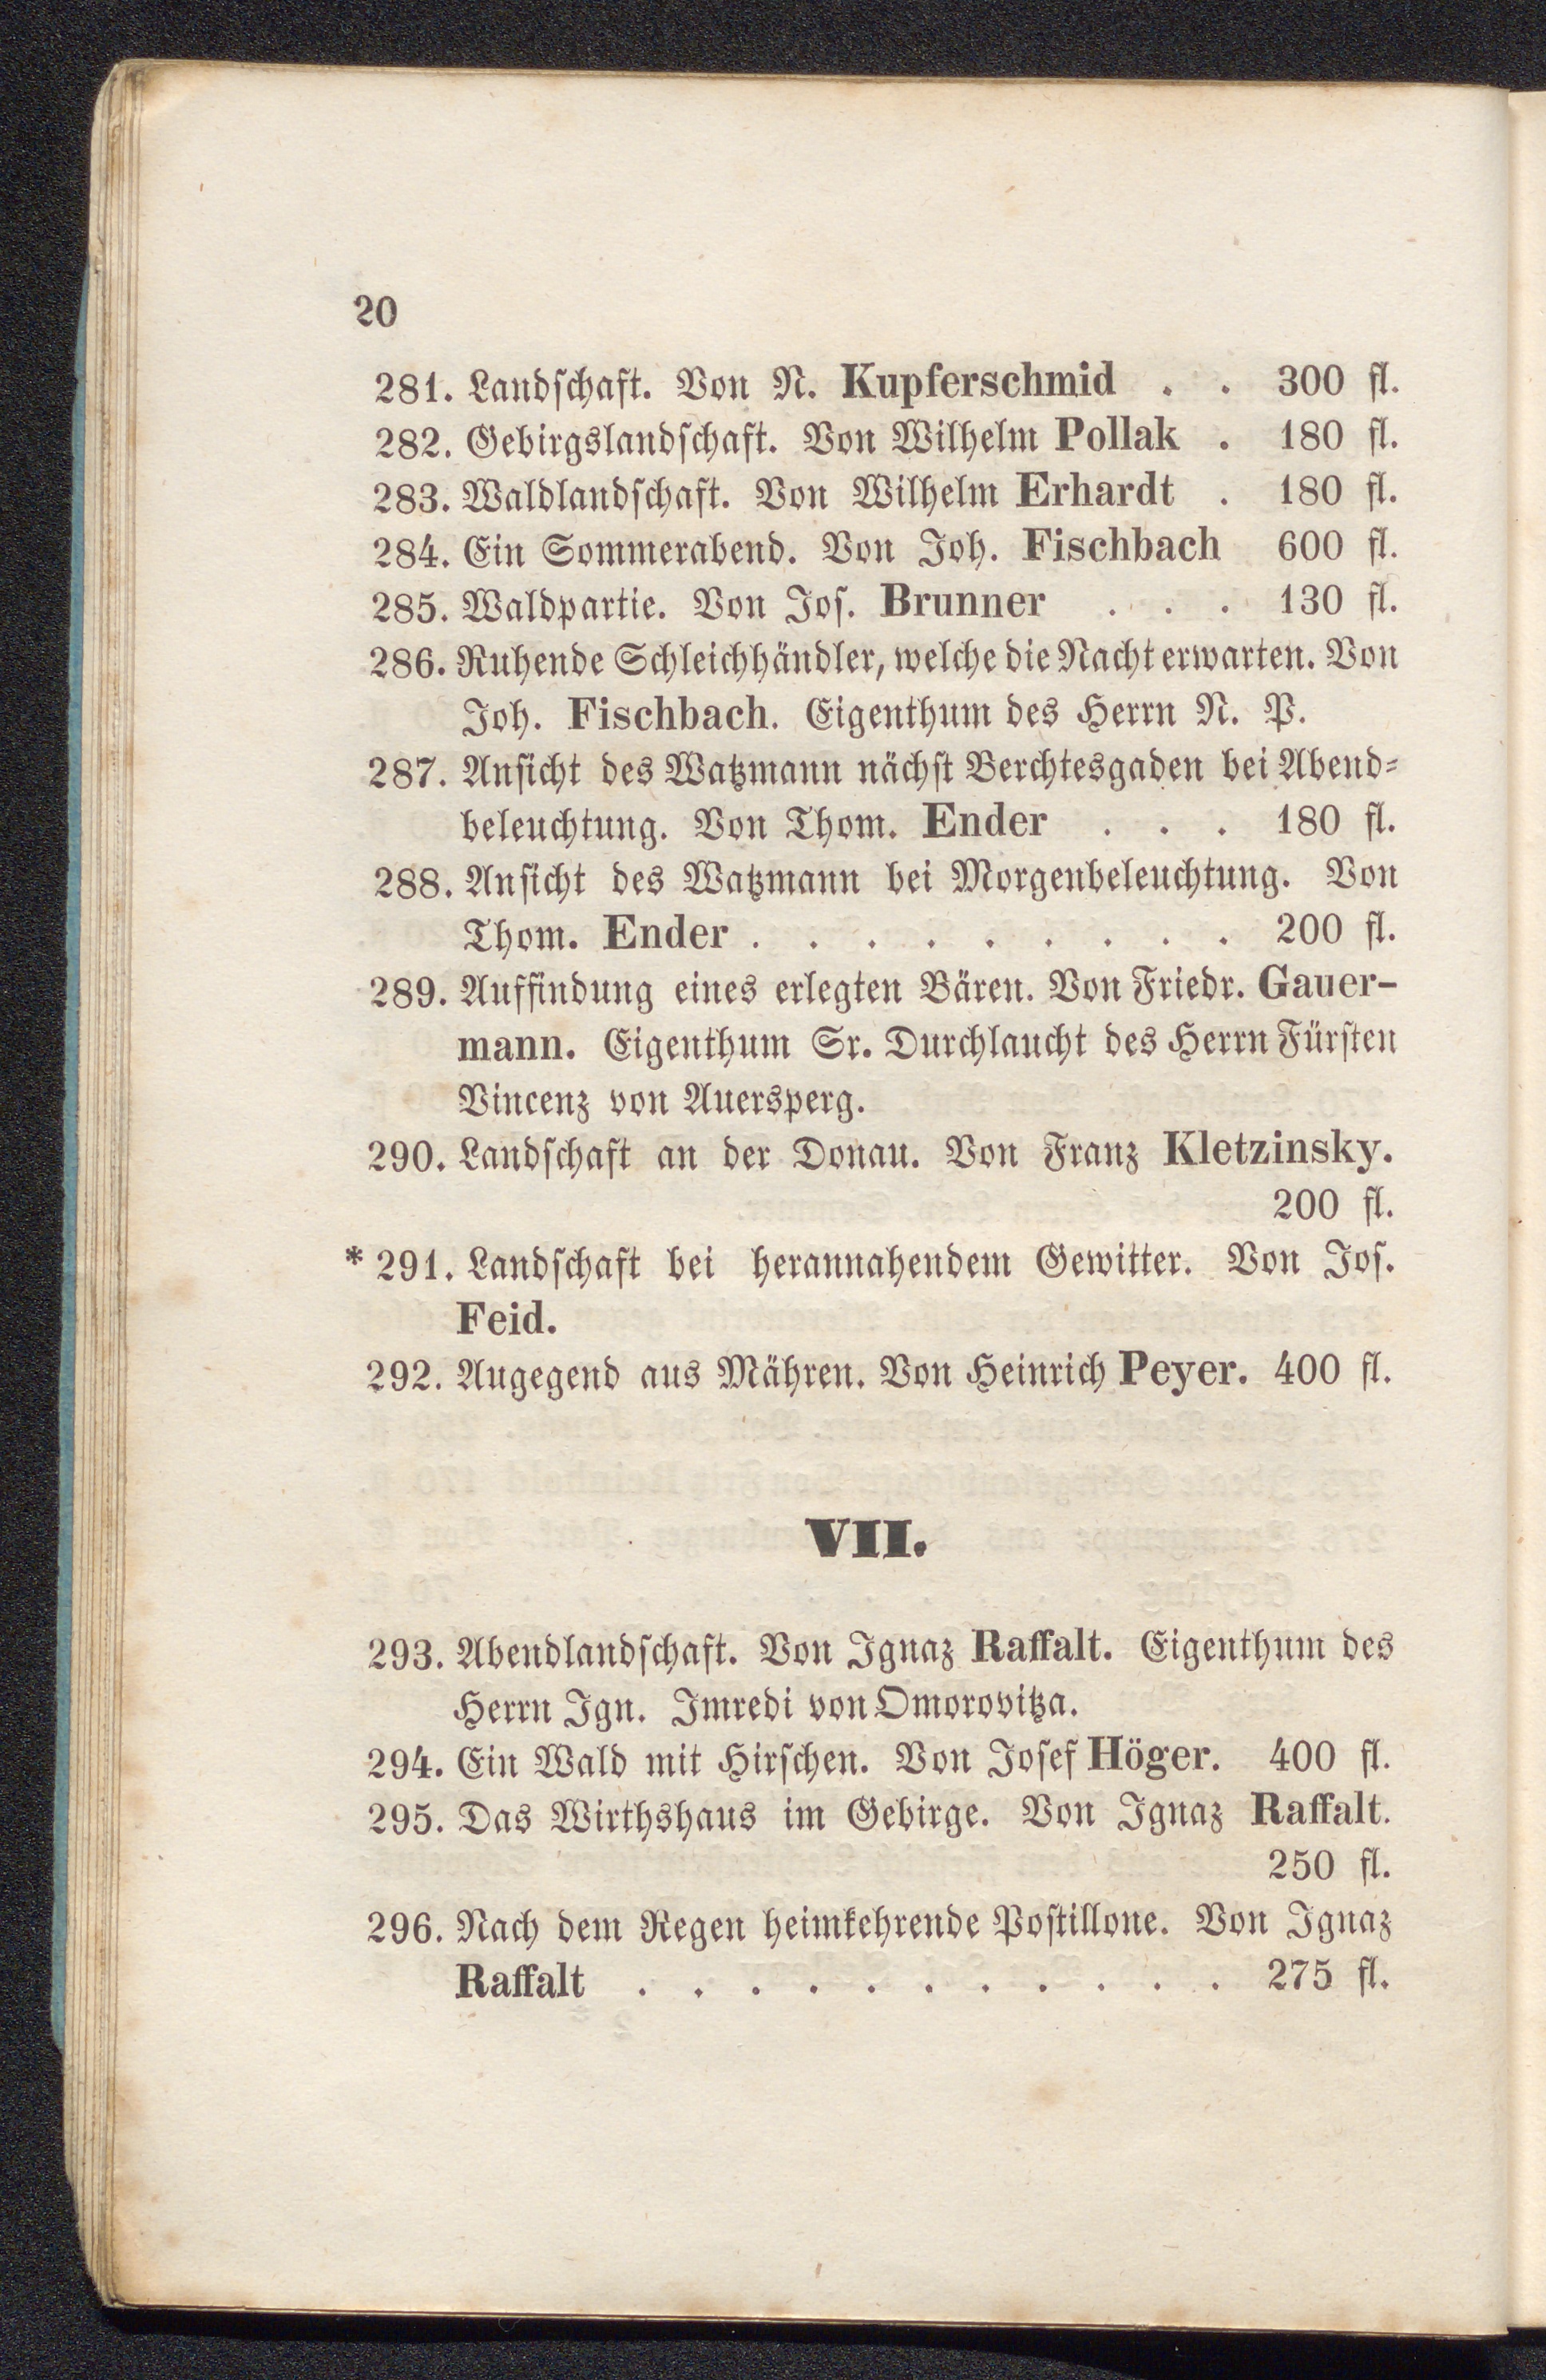 20
281. Landſchaft. Von N. Kupferschmid . . 300 fl.
282. Gebirgslandſchaft. Von Wilhelm Pollak . 180 fl.
283. Waldlandſchaft. Von Wilhelm Erhardt . 180 fl.
284. Ein Sommerabend. Von Joh. Fischbach 600 fl.
285. Waldpartie. Von Joſ. Brunner . . . 130 fl.
286. Ruhende Schleichhändler, welche die Nacht erwarten. Von
Joh. Fischbach. Eigenthum des Herrn N. P.
287. Anſicht des Watzmann nächſt Berchtesgaden bei Abend-
beleuchtung. Von Thom. Ender . . . 180 fl.
288. Anſicht des Watzmann bei Morgenbeleuchtung. Von
Thom. Ender . . . . . . . . . 200 fl.
289. Auffindung eines erlegten Bären. Von Friedr. Gauer-
mann. Eigenthum Sr. Durchlaucht des Herrn Fürſten
Vincenz von Auersperg.
290. Landſchaft an der Donau. Von Franz Kletzinsky.
200 fl.
* 291. Landſchaft bei herannahendem Gewitter. Von Joſ.
Feid.
292. Augegend aus Mähren. Von Heinrich Peyer. 400 fl.
VII.
293. Abendlandſchaft. Von Ignaz Raffalt. Eigenthum des
Herrn Ign. Imredi von Omorovitza.
294. Ein Wald mit Hirſchen. Von Joſef Höger. 400 fl.
295. Das Wirthshaus im Gebirge. Von Ignaz Raffalt.
250 fl.
296. Nach dem Regen heimkehrende Poſtillone. Von Ignaz
Raffalt . . . . . . . . . . . 275 fl.